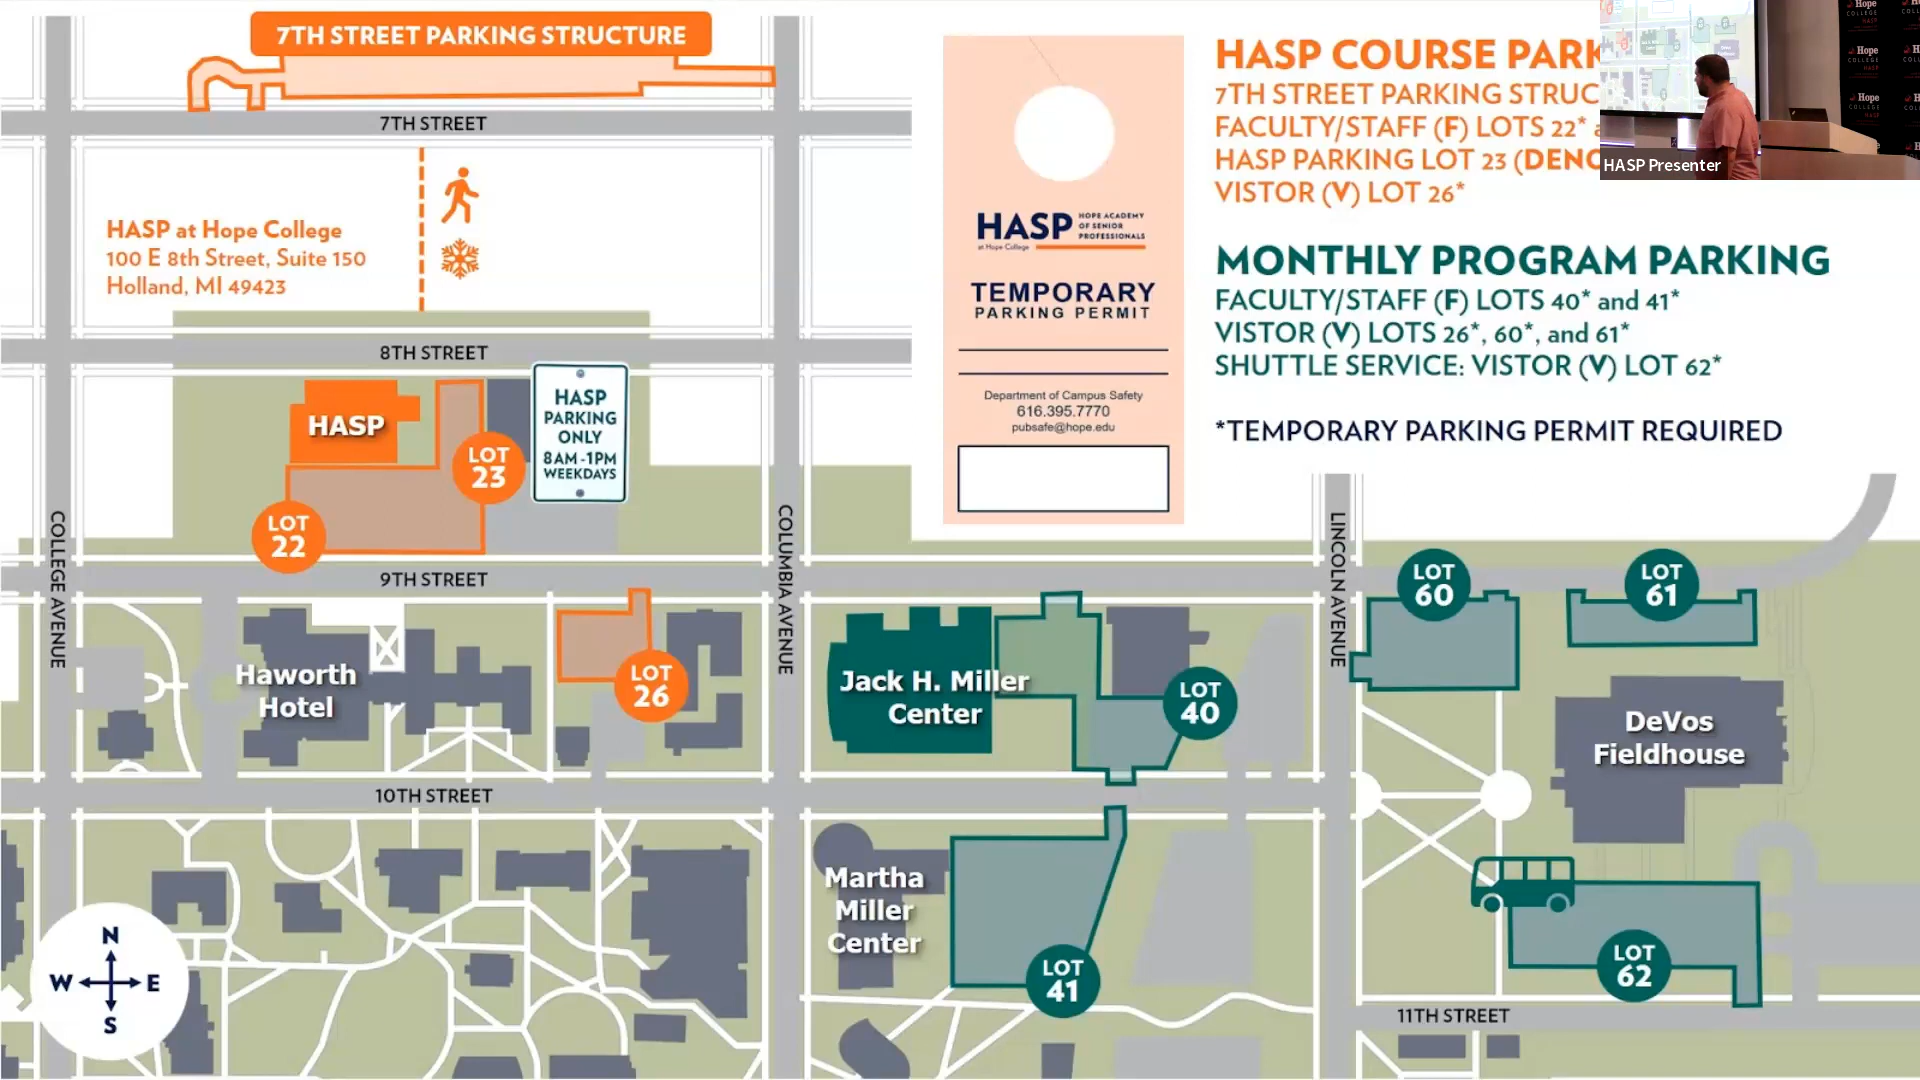 7TH STREET PARKING STRUCTURE
7TH STREET
HASP at Hope College
100 E 8th Street, Suite 150
Holland, MI 49423
8TH STREET
HASP
LOT
23
LOT
22
HASP
PARKING
ONLY
8AM-1PM
WEEKDAYS
COLLEGE AVENUE
COLUMBIA AVENUE
LINCOLN AVENUE
9TH STREET
Haworth
Hotel
LOT
26
Jack H. Miller
Center
LOT
40
LOT
60
LOT
61
DeVos
Fieldhouse
10TH STREET
Martha
Miller
Center
LOT
41
LOT
62
11TH STREET
N
W E
S
HASP HOPE ACADEMY
OF SENIOR
PROFESSIONALS
at Hope College
TEMPORARY
PARKING PERMIT
Department of Campus Safety
616.395.7770
pubsafe@hope.edu
HASP COURSE PARK
7TH STREET PARKING STRUC
FACULTY/STAFF (F) LOTS 22*
HASP PARKING LOT 23 (DENO
VISTOR (V) LOT 26*
MONTHLY PROGRAM PARKING
FACULTY/STAFF (F) LOTS 40* and 41*
VISTOR (V) LOTS 26*, 60*, and 61*
SHUTTLE SERVICE: VISTOR (V) LOT 62*
*TEMPORARY PARKING PERMIT REQUIRED
HASP Presenter
Hope
COLLEGE
Hope
COLLEGE
Hope
COLLEGE